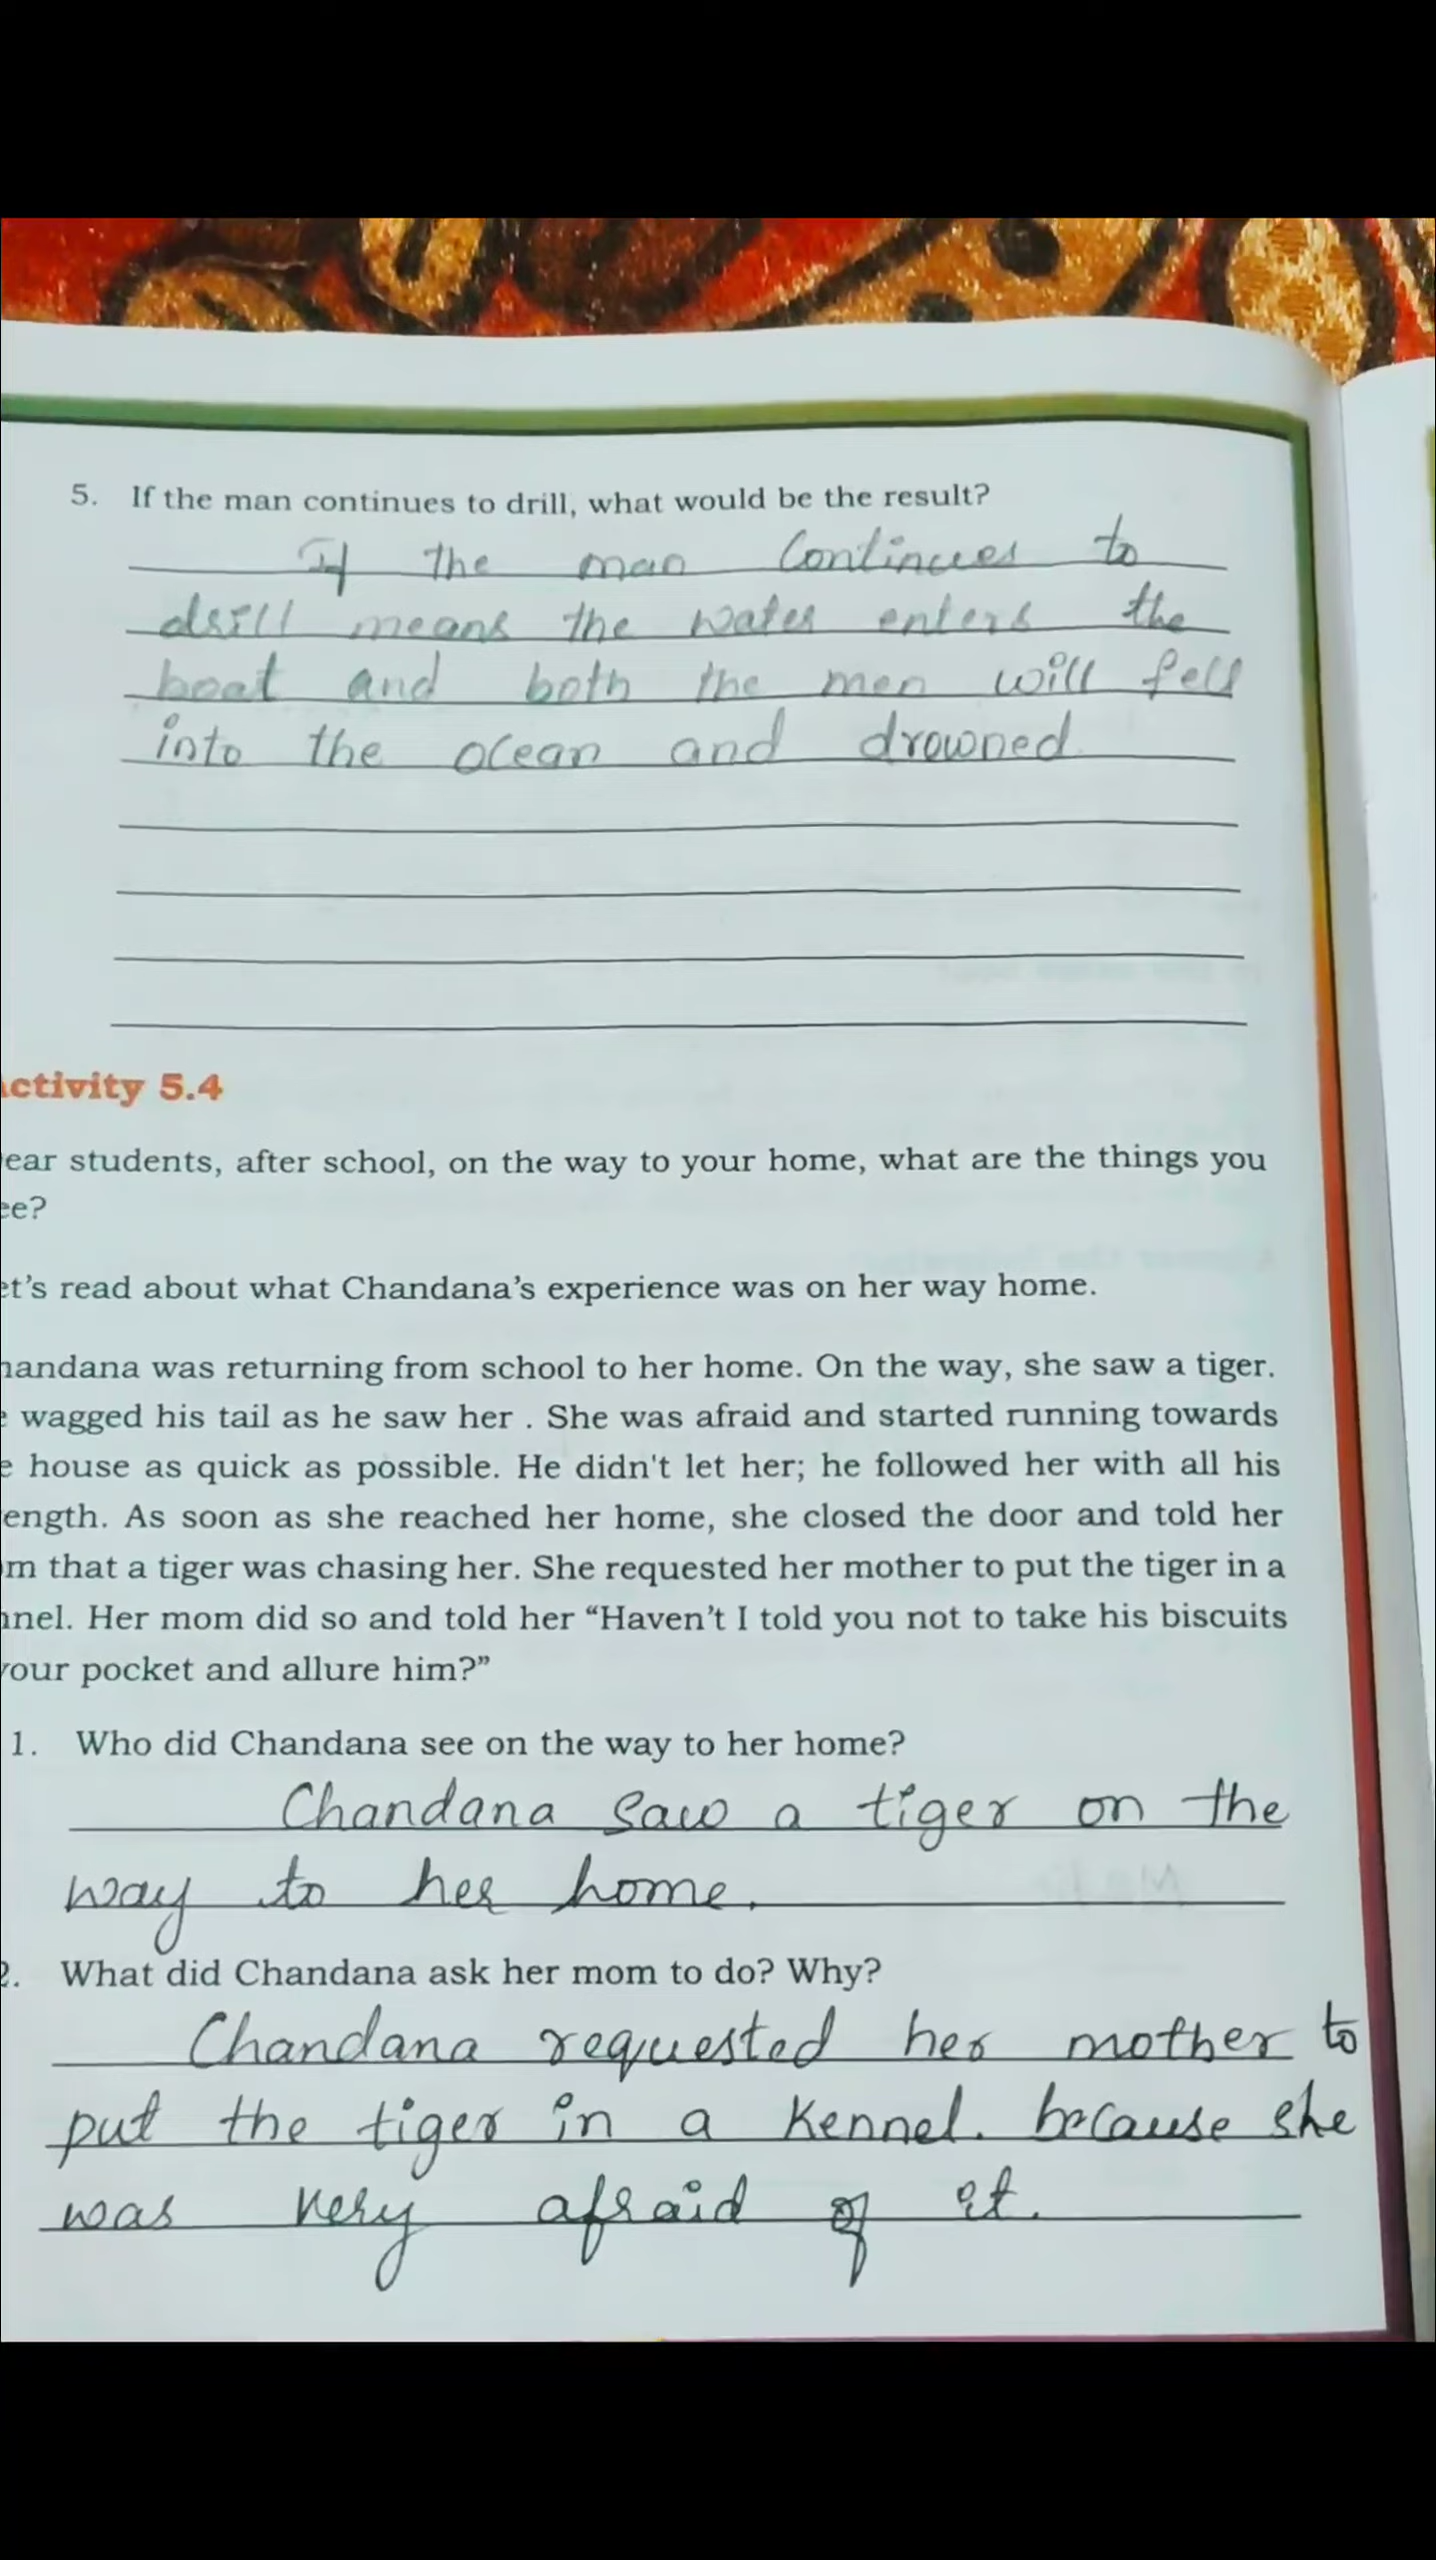 5. If the man continues to drill, what would be the result?
If the man continues to
drill means the water enters the
boat and both the men will fell
into the ocean and drowned
ctivity 5.4
ear students, after school, on the way to your home, what are the things you
ee?
et's read about what Chandana's experience was on her way home.
handana was returning from school to her home. On the way, she saw a tiger.
e wagged his tail as he saw her . She was afraid and started running towards
e house as quick as possible. He didn't let her; he followed her with all his
ength. As soon as she reached her home, she closed the door and told her
m that a tiger was chasing her. She requested her mother to put the tiger in a
nnel. Her mom did so and told her “Haven’t I told you not to take his biscuits
your pocket and allure him?”
1. Who did Chandana see on the way to her home?
Chandana saw a tiger on the
way to her home.
2. What did Chandana ask her mom to do? Why?
Chandana requested her mother to
put the tiger in a kennel. because she
was very afraid of it.